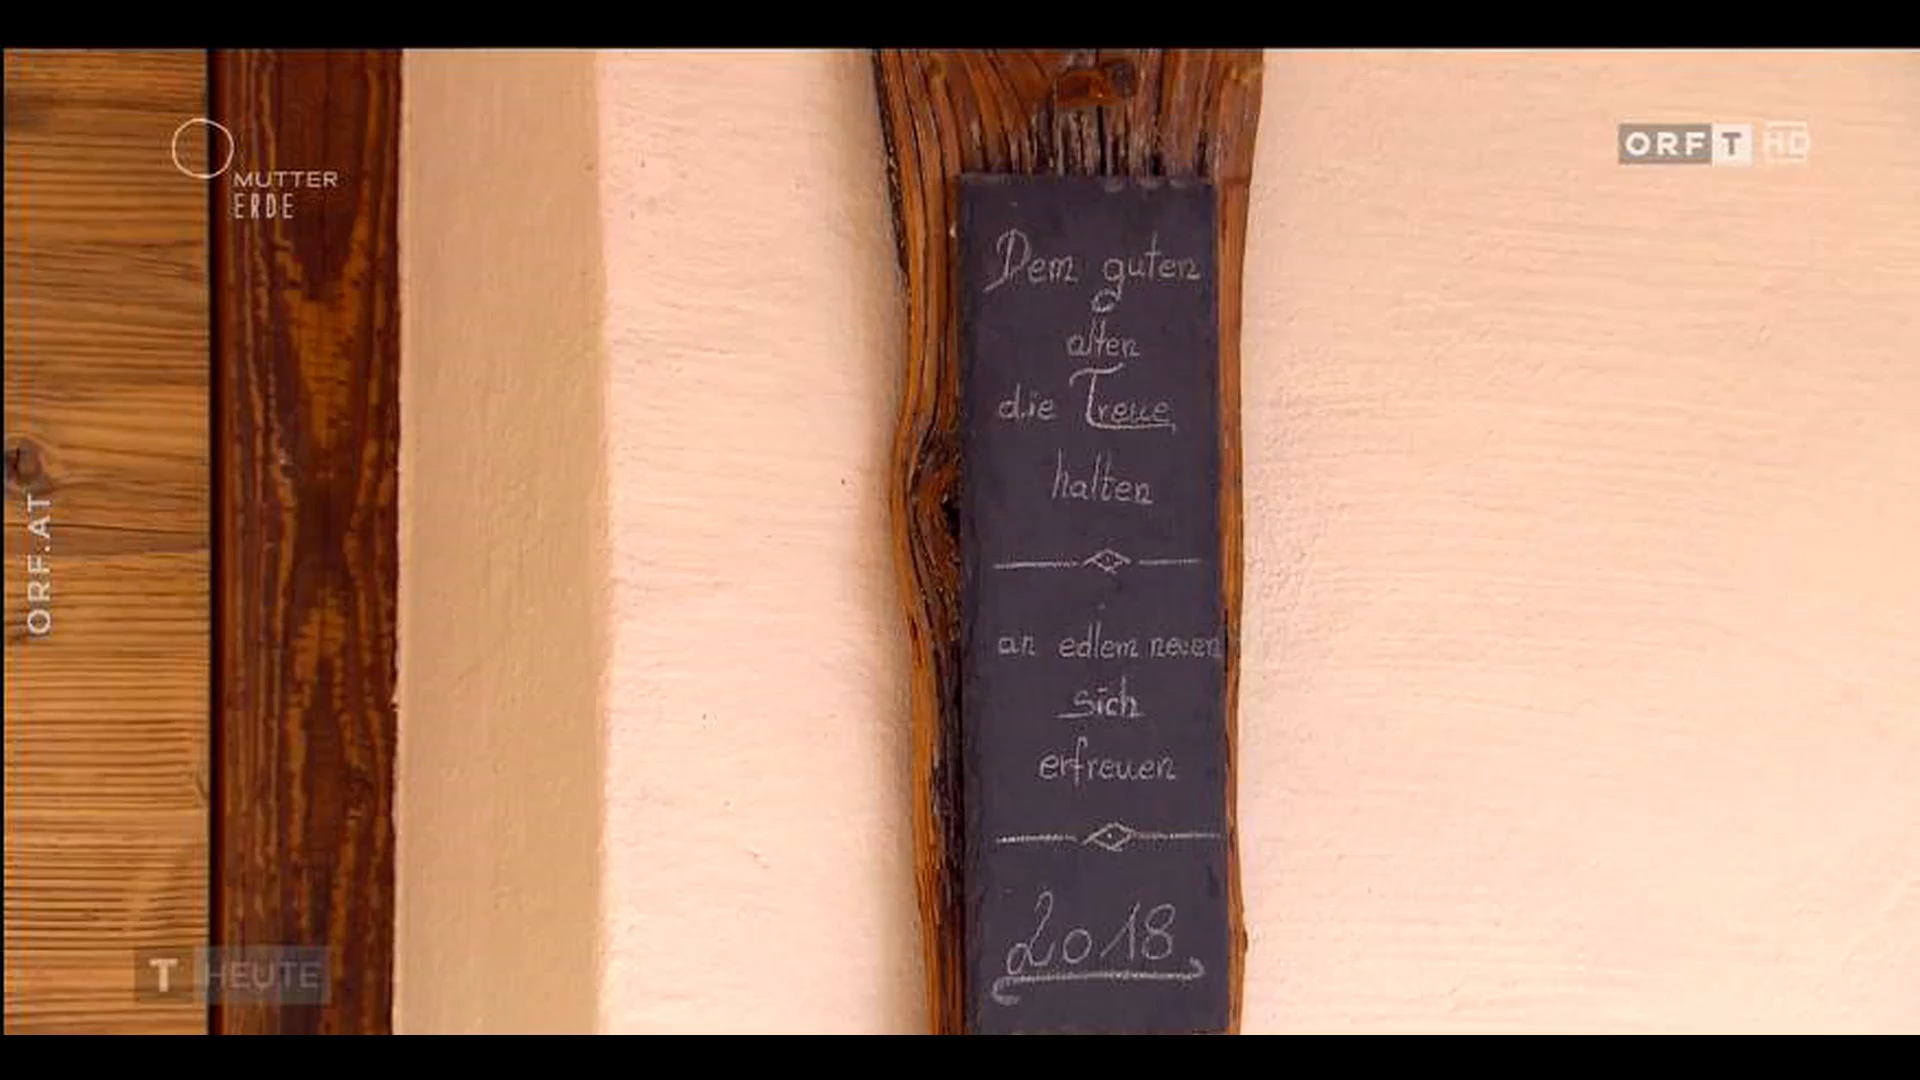 MUTTER
ERDE
ORF T HD
Dem guten
alten
die Treue
halten
an edlem neuen
sich
erfreuen
2018
ORF.AT
T HEUTE